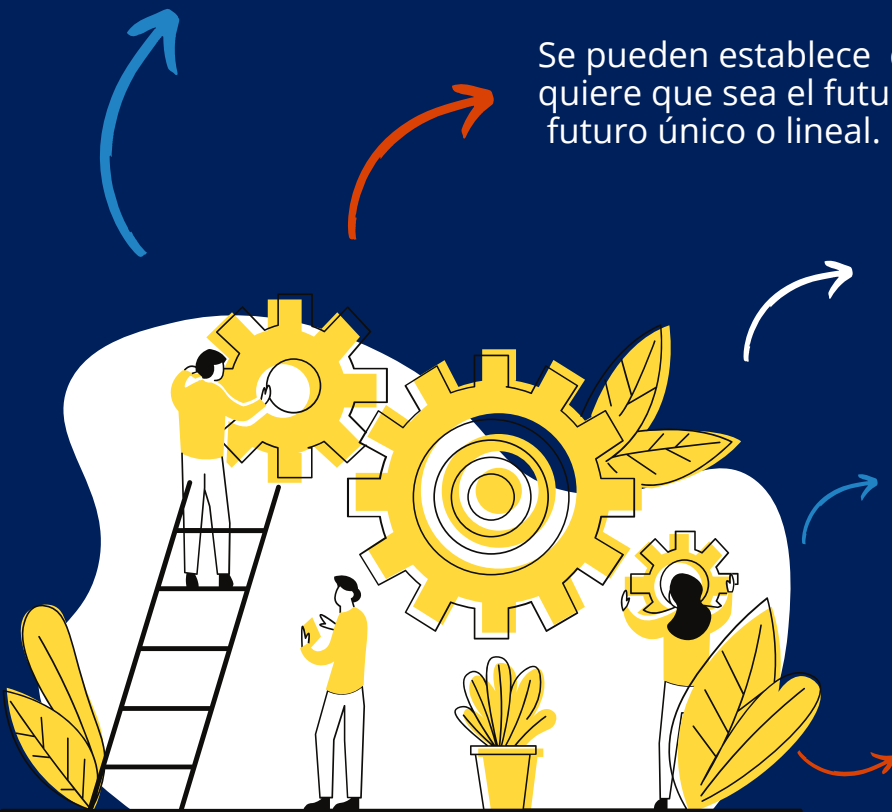 Se pueden establece
quiere que sea el futu
futuro único o lineal.